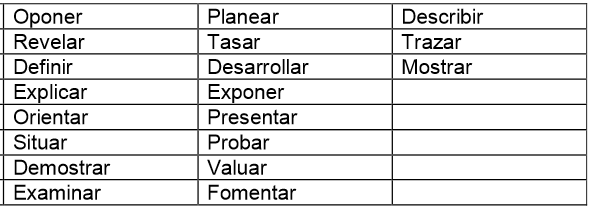 Oponer Planear Describir
Revelar Tasar Trazar
Definir Desarrollar Mostrar
Explicar Exponer
Orientar Presentar
Situar Probar
Demostrar Valuar
Examinar Fomentar